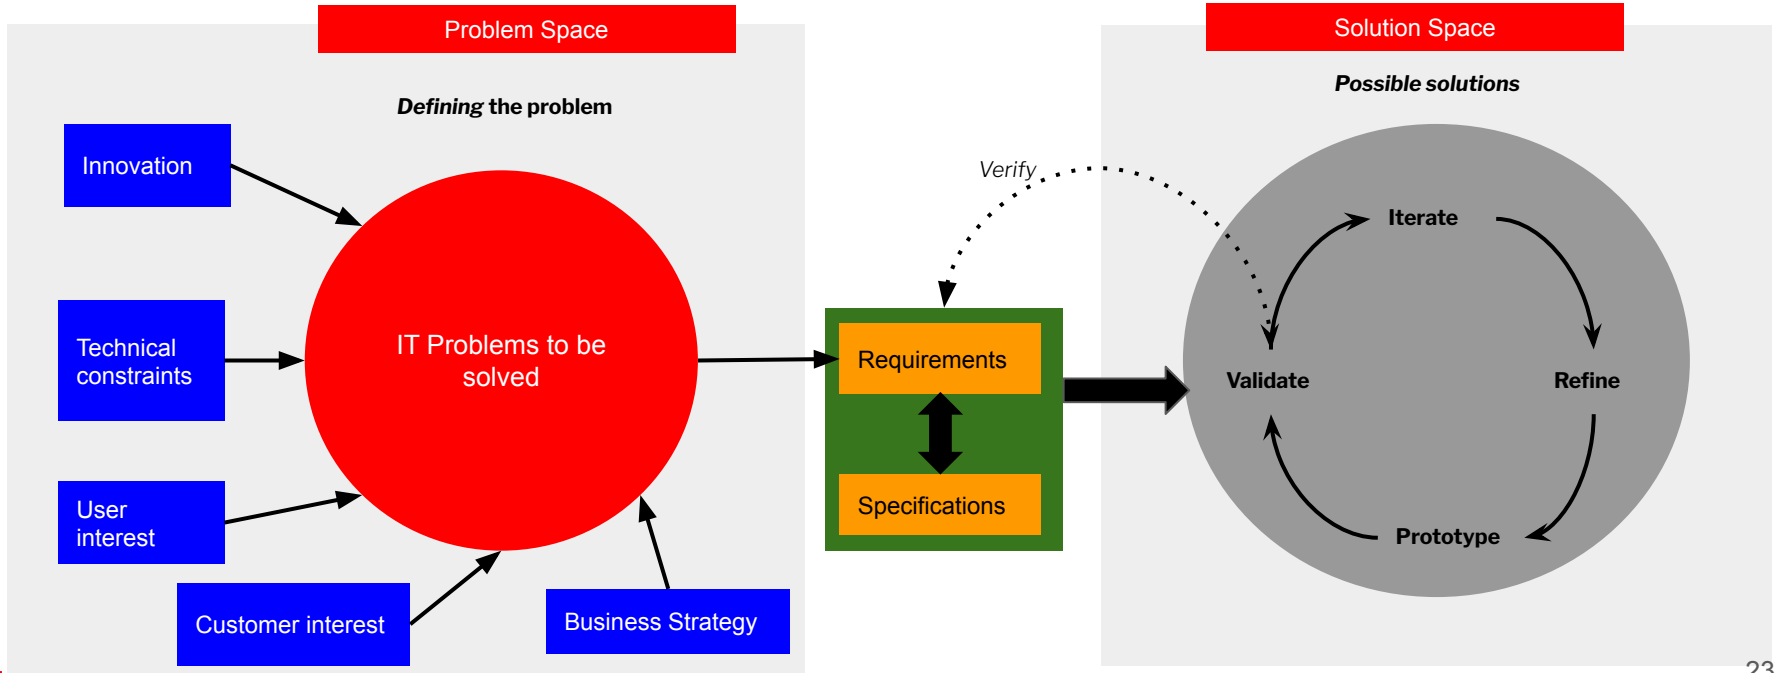 Problem Space
Solution Space
Defining the problem
Possible solutions
Innovation
Technical
constraints
User
interest
Customer interest
Business Strategy
IT Problems to be
solved
Verify
Requirements
Specifications
Iterate
Validate
Refine
Prototype
23